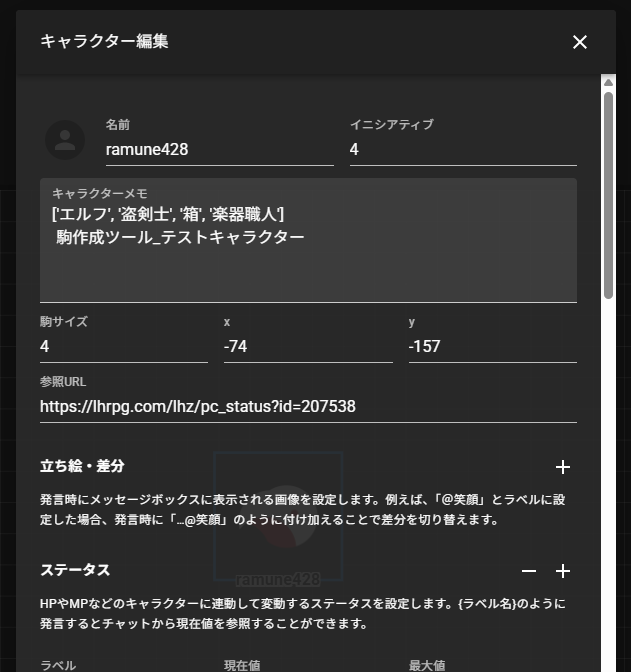 キャラクター編集
名前
イニシアティブ
ramune428
4
キャラクターメモ
['エルフ', '盗剣士', '箱', '楽器職人']
駒作成ツール_テストキャラクター
駒サイズ
x
y
4
-74
-157
参照URL
https://lhrpg.com/lhz/pc_status?id=207538
立ち絵・差分
発言時にメッセージボックスに表示される画像を設定します。例えば、「@笑顔」とラベルに設
定した場合、発言時に「…@笑顔」のように付け加えることで差分を切り替えます。
ramune428
ステータス
HPやMPなどのキャラクターに連動して変動するステータスを設定します。{ラベル名}のように
発言するとチャットから現在値を参照することができます。
ラベル
現在値
最大値